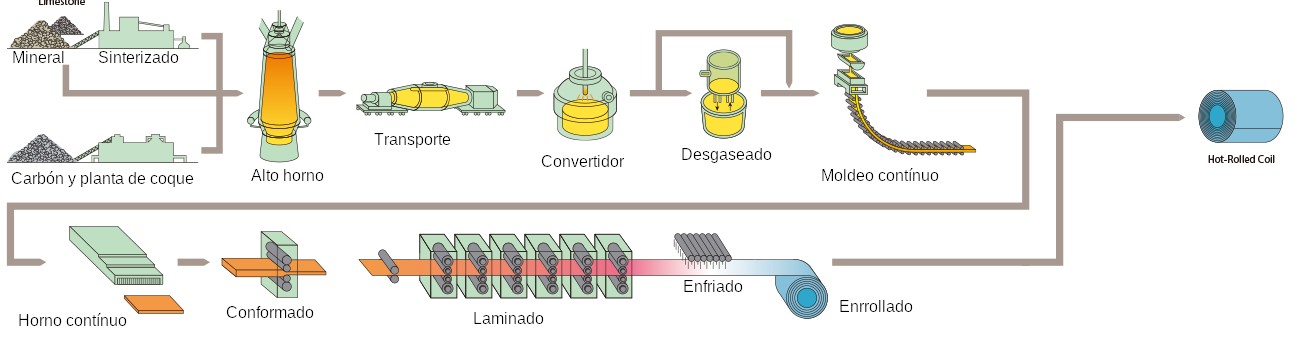 Limestone
Mineral
Sinterizado
Carbón y planta de coque
Alto horno
Transporte
Convertidor
Desgaseado
Moldeo contínuo
Hot-Rolled Coil
Horno contínuo
Conformado
Laminado
Enfriado
Enrrollado